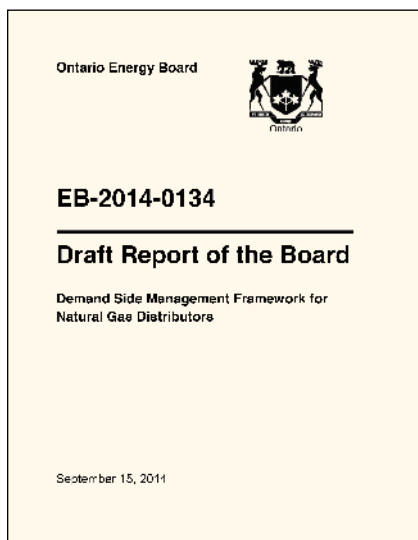 Ontario Energy Board
Ontario
EB-2014-0134
Draft Report of the Board
Demand Side Management Framework for
Natural Gas Distributors
September 15, 2014